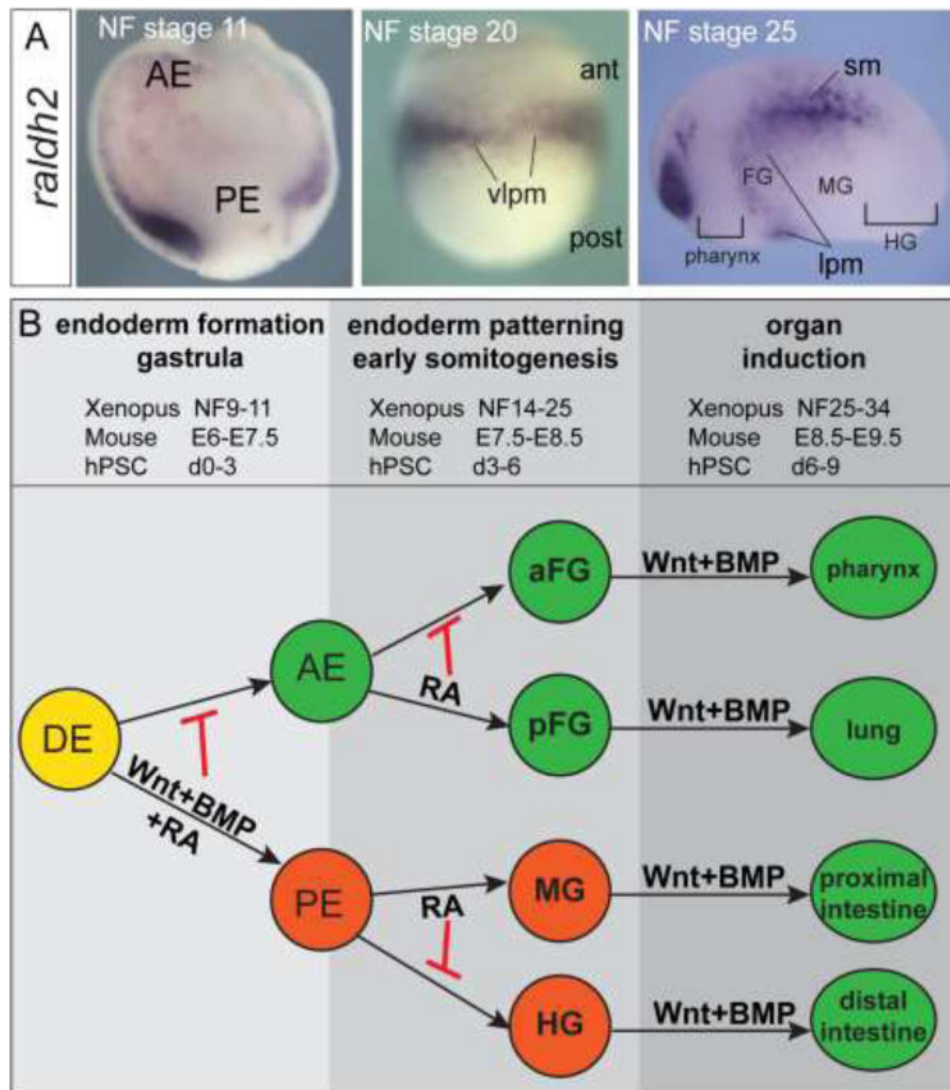 A
raldh2
NF stage 11
AE
PE
NF stage 20
ant
vlpm
post
NF stage 25
sm
FG
MG
pharynx
HG
lpm
B
endoderm formation
gastrula
Xenopus NF9-11
Mouse E6-E7.5
hPSC d0-3
endoderm patterning
early somitogenesis
Xenopus NF14-25
Mouse E7.5-E8.5
hPSC d3-6
organ
induction
Xenopus NF25-34
Mouse E8.5-E9.5
hPSC d6-9
DE
Wnt+BMP
+RA
AE
PE
RA
aFG
pFG
RA
MG
HG
Wnt+BMP
pharynx
Wnt+BMP
lung
Wnt+BMP
proximal
intestine
Wnt+BMP
distal
intestine